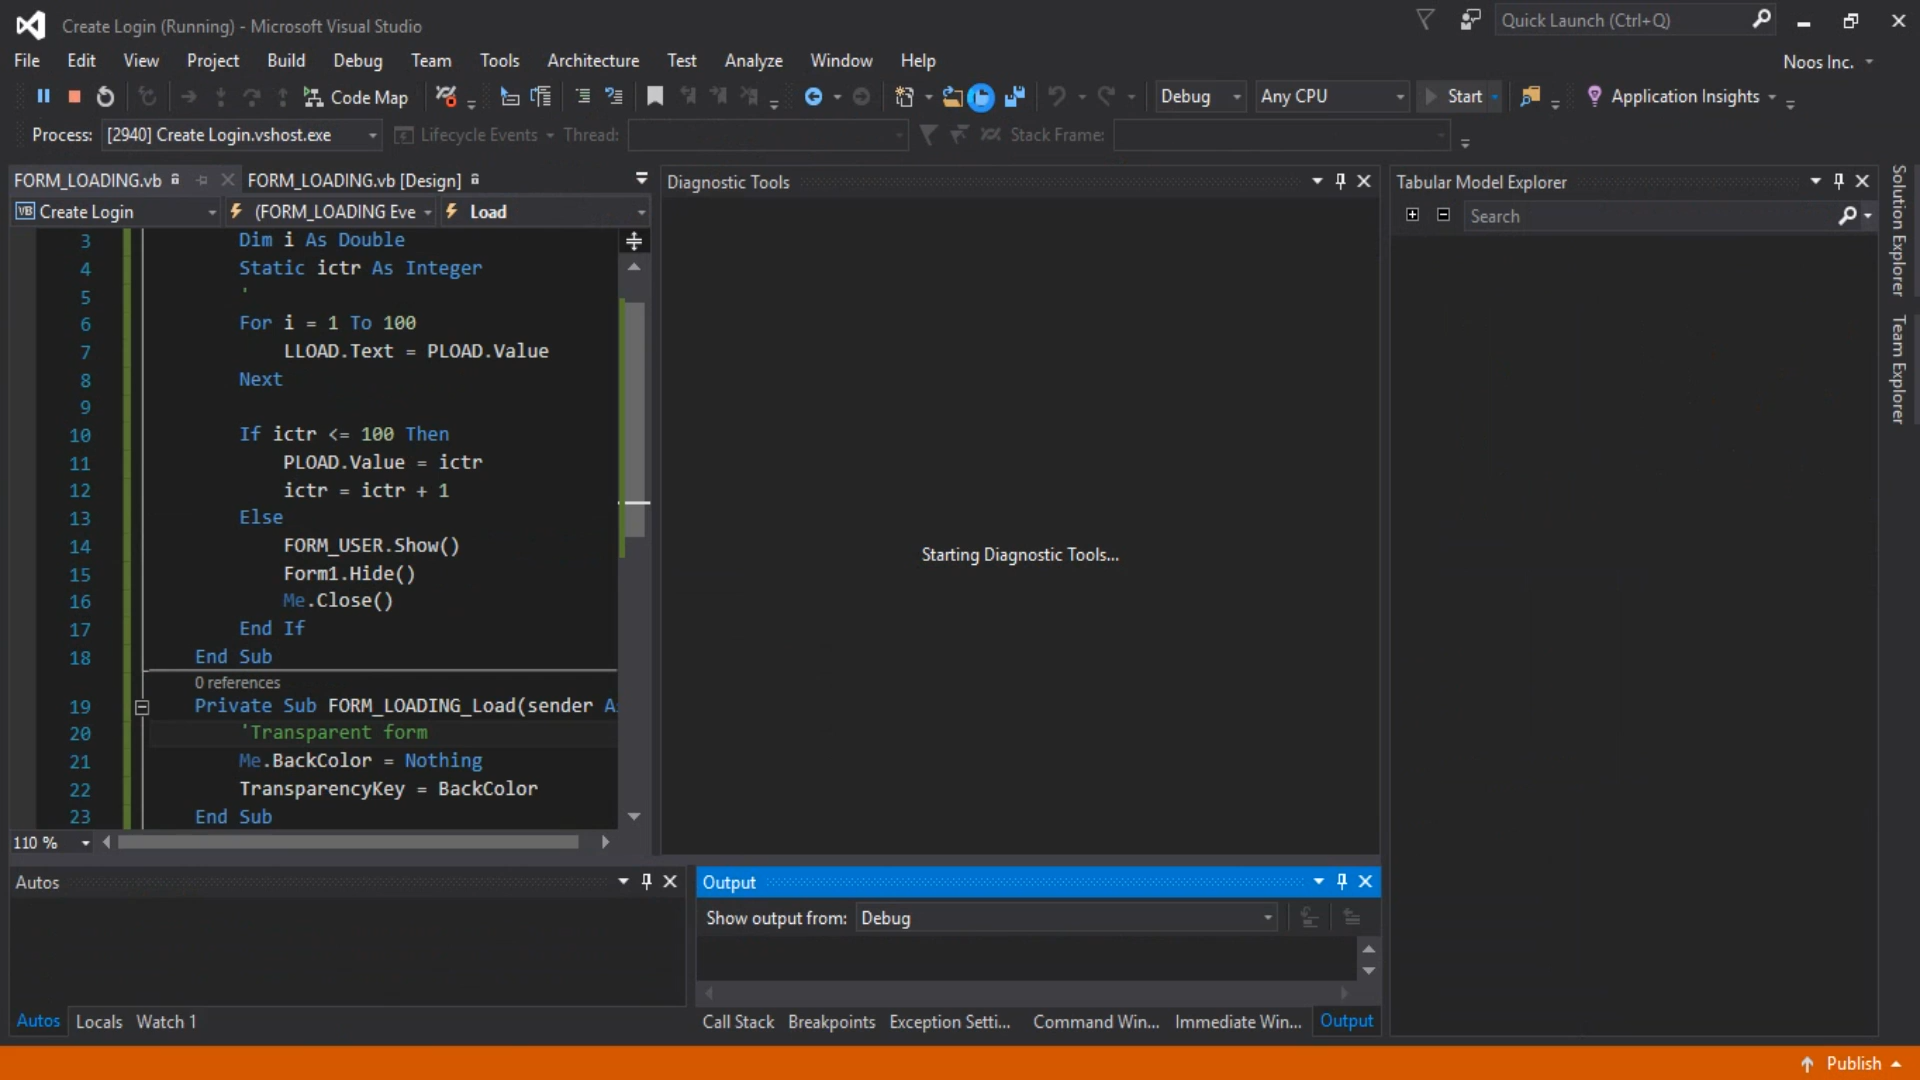 Create Login (Running) - Microsoft Visual Studio
Quick Launch (Ctrl+Q)
File Edit View Project Build Debug Team Tools Architecture Test Analyze Window Help
Noos Inc.
Code Map
Debug Any CPU Start Application Insights
Process: [2940] Create Login.vshost.exe Lifecycle Events Thread: Stack Frame:
FORM_LOADING.vb FORM_LOADING.vb [Design]
VB Create Login (FORM_LOADING Eve Load
3 Dim i As Double
4 Static ictr As Integer
5 '
6 For i = 1 To 100
7 LLOAD.Text = PLOAD.Value
8 Next
9
10 If ictr <= 100 Then
11 PLOAD.Value = ictr
12 ictr = ictr + 1
13 Else
14 FORM_USER.Show()
15 Form1.Hide()
16 Me.Close()
17 End If
18 End Sub
0 references
19 Private Sub FORM_LOADING_Load(sender As
20 'Transparent form
21 Me.BackColor = Nothing
22 TransparencyKey = BackColor
23 End Sub
110 %
Diagnostic Tools
Starting Diagnostic Tools...
Tabular Model Explorer
Search
Solution Explorer
Team Explorer
Autos
Autos Locals Watch 1
Output
Show output from: Debug
Call Stack Breakpoints Exception Setti... Command Win... Immediate Win... Output
Publish